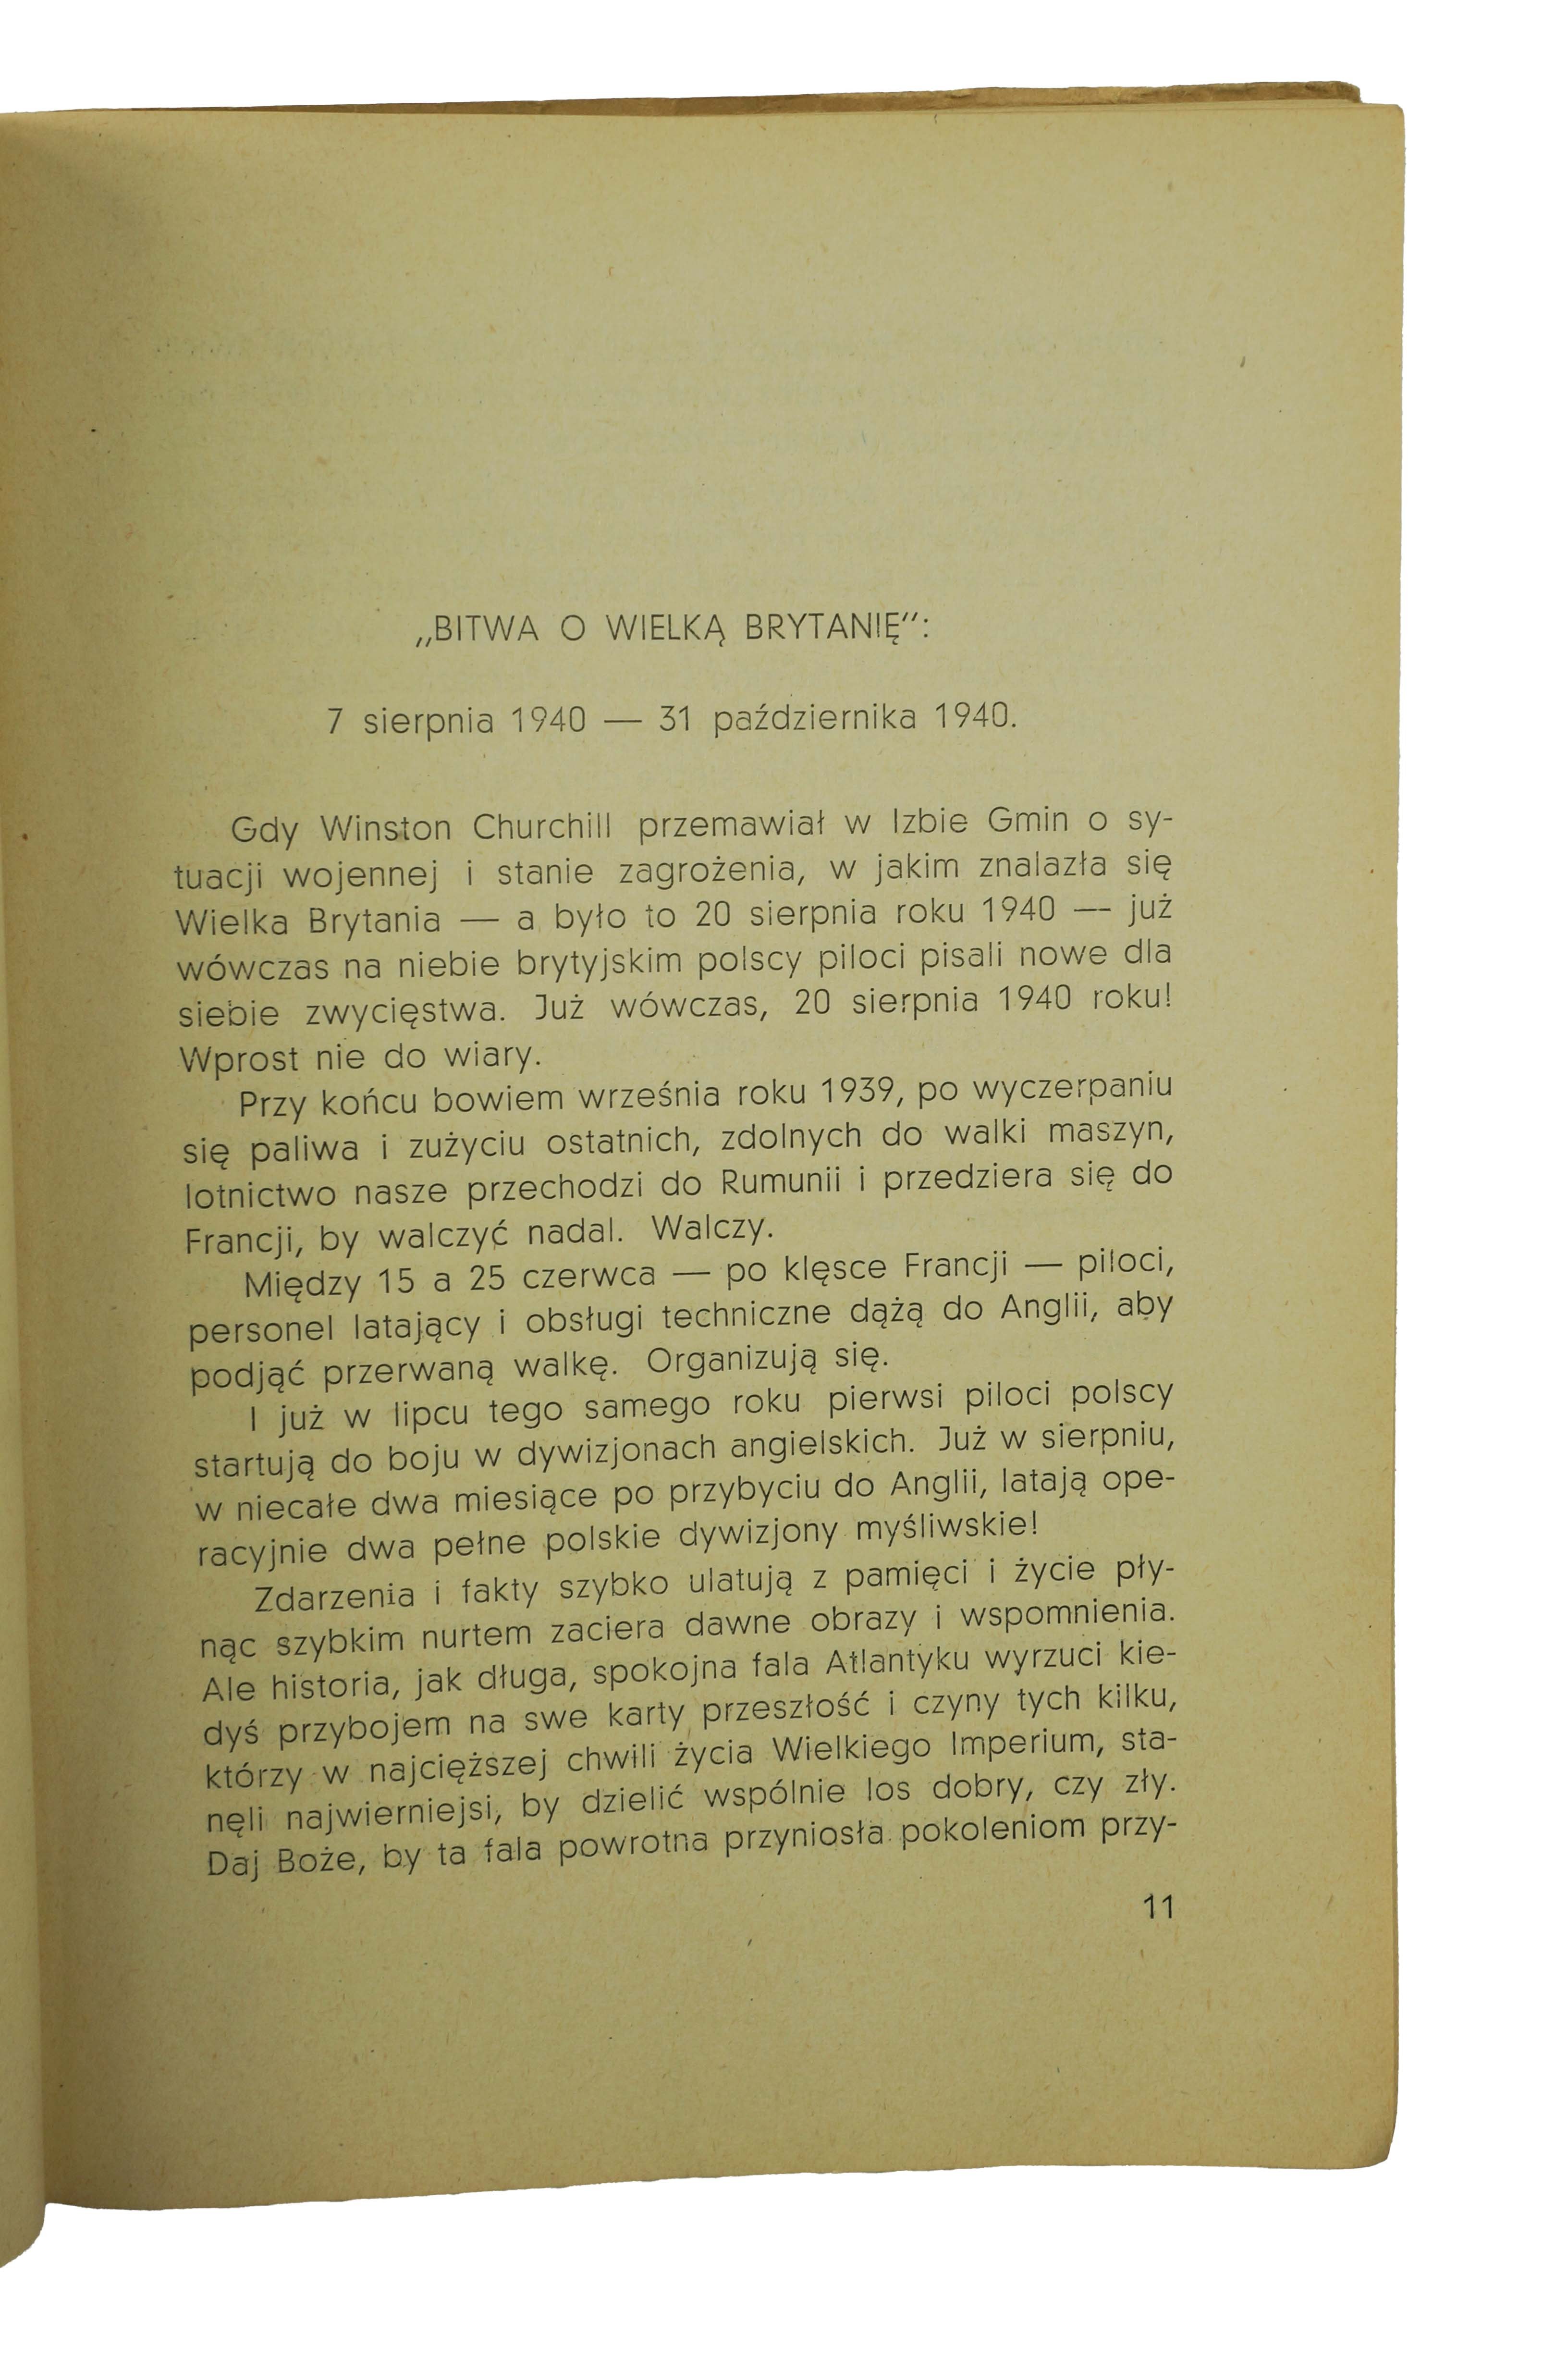 „BITWA O WIELKĄ BRYTANIĘ”:
7 sierpnia 1940 — 31 października 1940.
Gdy Winston Churchill przemawiał w Izbie Gmin o sy-
tuacji wojennej i stanie zagrożenia, w jakim znalazła się
Wielka Brytania — a było to 20 sierpnia roku 1940 — już
wówczas na niebie brytyjskim polscy piloci pisali nowe dla
siebie zwycięstwa. Już wówczas, 20 sierpnia 1940 roku!
Wprost nie do wiary.
Przy końcu bowiem września roku 1939, po wyczerpaniu
się paliwa i zużyciu ostatnich, zdolnych do walki maszyn,
lotnictwo nasze przechodzi do Rumunii i przedziera się do
Francji, by walczyć nadal. Walczy.
Między 15 a 25 czerwca — po klęsce Francji — piloci,
personel latający i obsługi techniczne dążą do Anglii, aby
podjąć przerwaną walkę. Organizują się.
I już w lipcu tego samego roku pierwsi piloci polscy
startują do boju w dywizjonach angielskich. Już w sierpniu,
w niecałe dwa miesiące po przybyciu do Anglii, latają ope-
racyjnie dwa pełne polskie dywizjony myśliwskie!
Zdarzenia i fakty szybko ulatują z pamięci i życie pły-
nąc szybkim nurtem zaciera dawne obrazy i wspomnienia.
Ale historia, jak długa, spokojna fala Atlantyku wyrzuci kie-
dyś przybojem na swe karty przeszłość i czyny tych kilku,
którzy w najcięższej chwili życia Wielkiego Imperium, sta-
nęli najwierniejsi, by dzielić wspólnie los dobry, czy zły.
Daj Boże, by ta fala powrotna przyniosła pokoleniom przy-
11